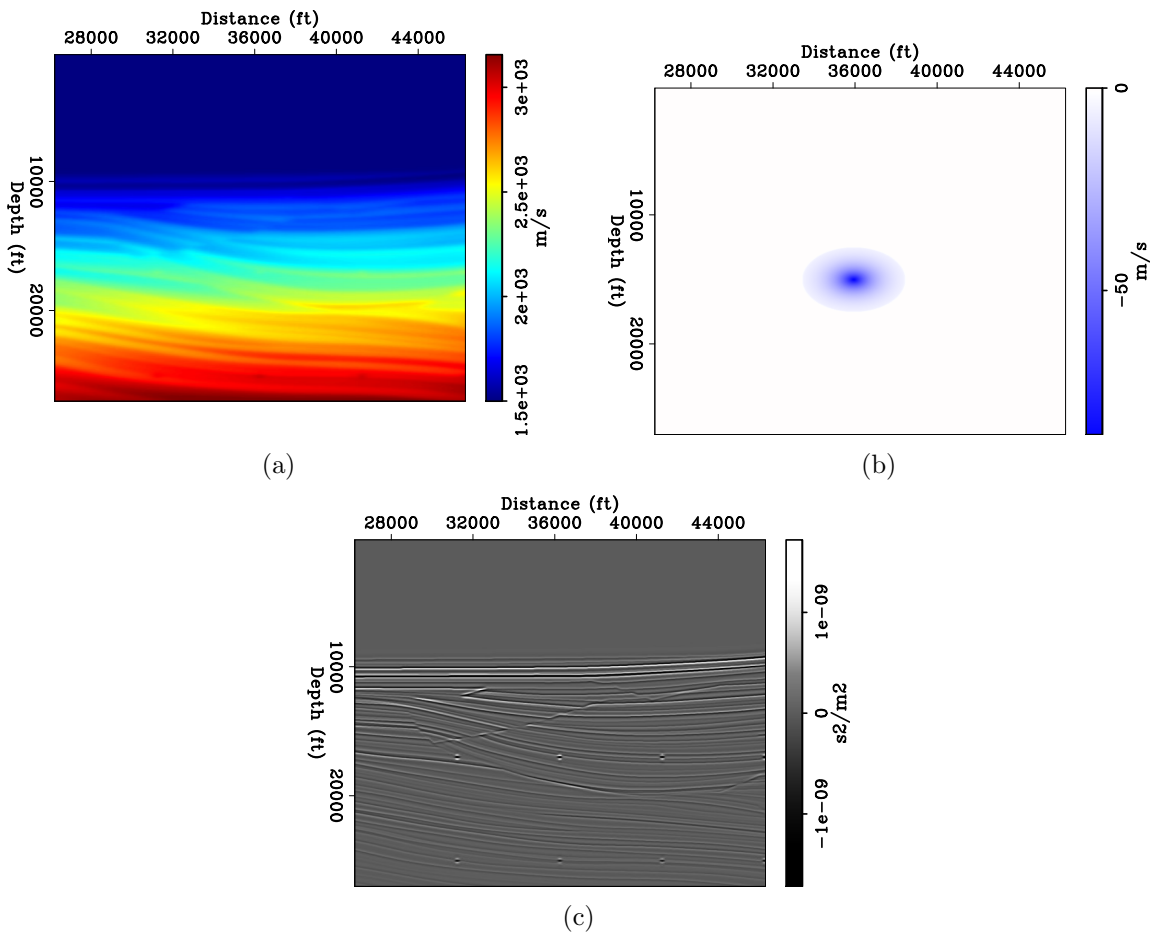 Distance (ft)
28000 32000 36000 40000 44000
10000
20000
Depth (ft)
1.5e+03 2e+03 2.5e+03 3e+03
m/s
(a)
Distance (ft)
28000 32000 36000 40000 44000
10000
20000
Depth (ft)
−50 0
m/s
(b)
Distance (ft)
28000 32000 36000 40000 44000
10000
20000
Depth (ft)
−1e−09 0 1e−09
s2/m2
(c)